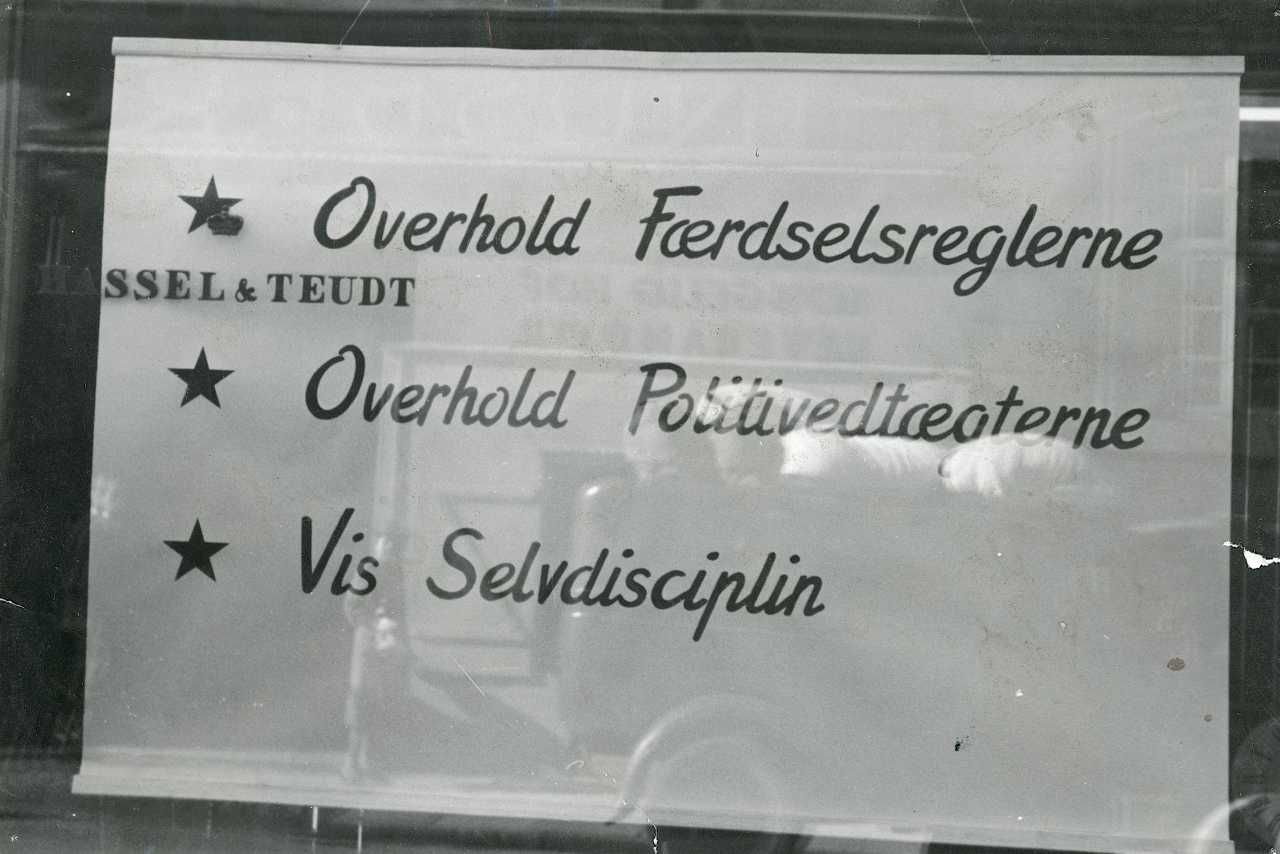 Overhold Færdselsreglerne
HASSEL & TEUDT
Overhold Politivedtægterne
Vis Selvdisciplin